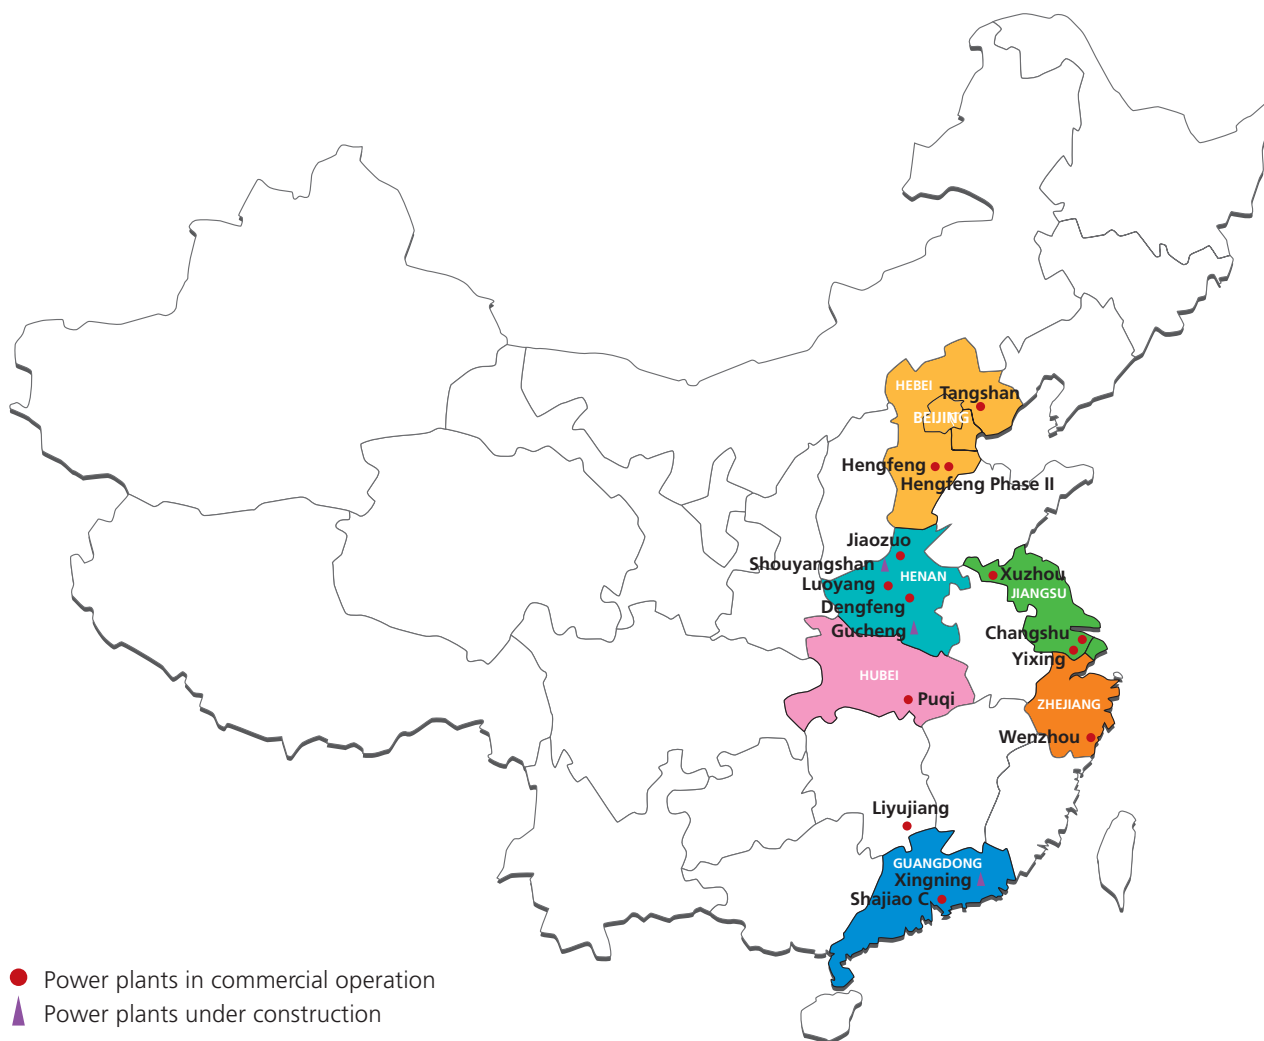 HEBEI
Tangshan
BEIJING
Hengfeng
Hengfeng Phase II
Jiaozuo
Shouyangshan
HENAN
Luoyang
Dengfeng
Gucheng
Xuzhou
JIANGSU
Changshu
Yixing
HUBEI
Puqi
ZHEJIANG
Wenzhou
Liyujiang
GUANGDONG
Xingning
Shajiao C
Power plants in commercial operation
Power plants under construction